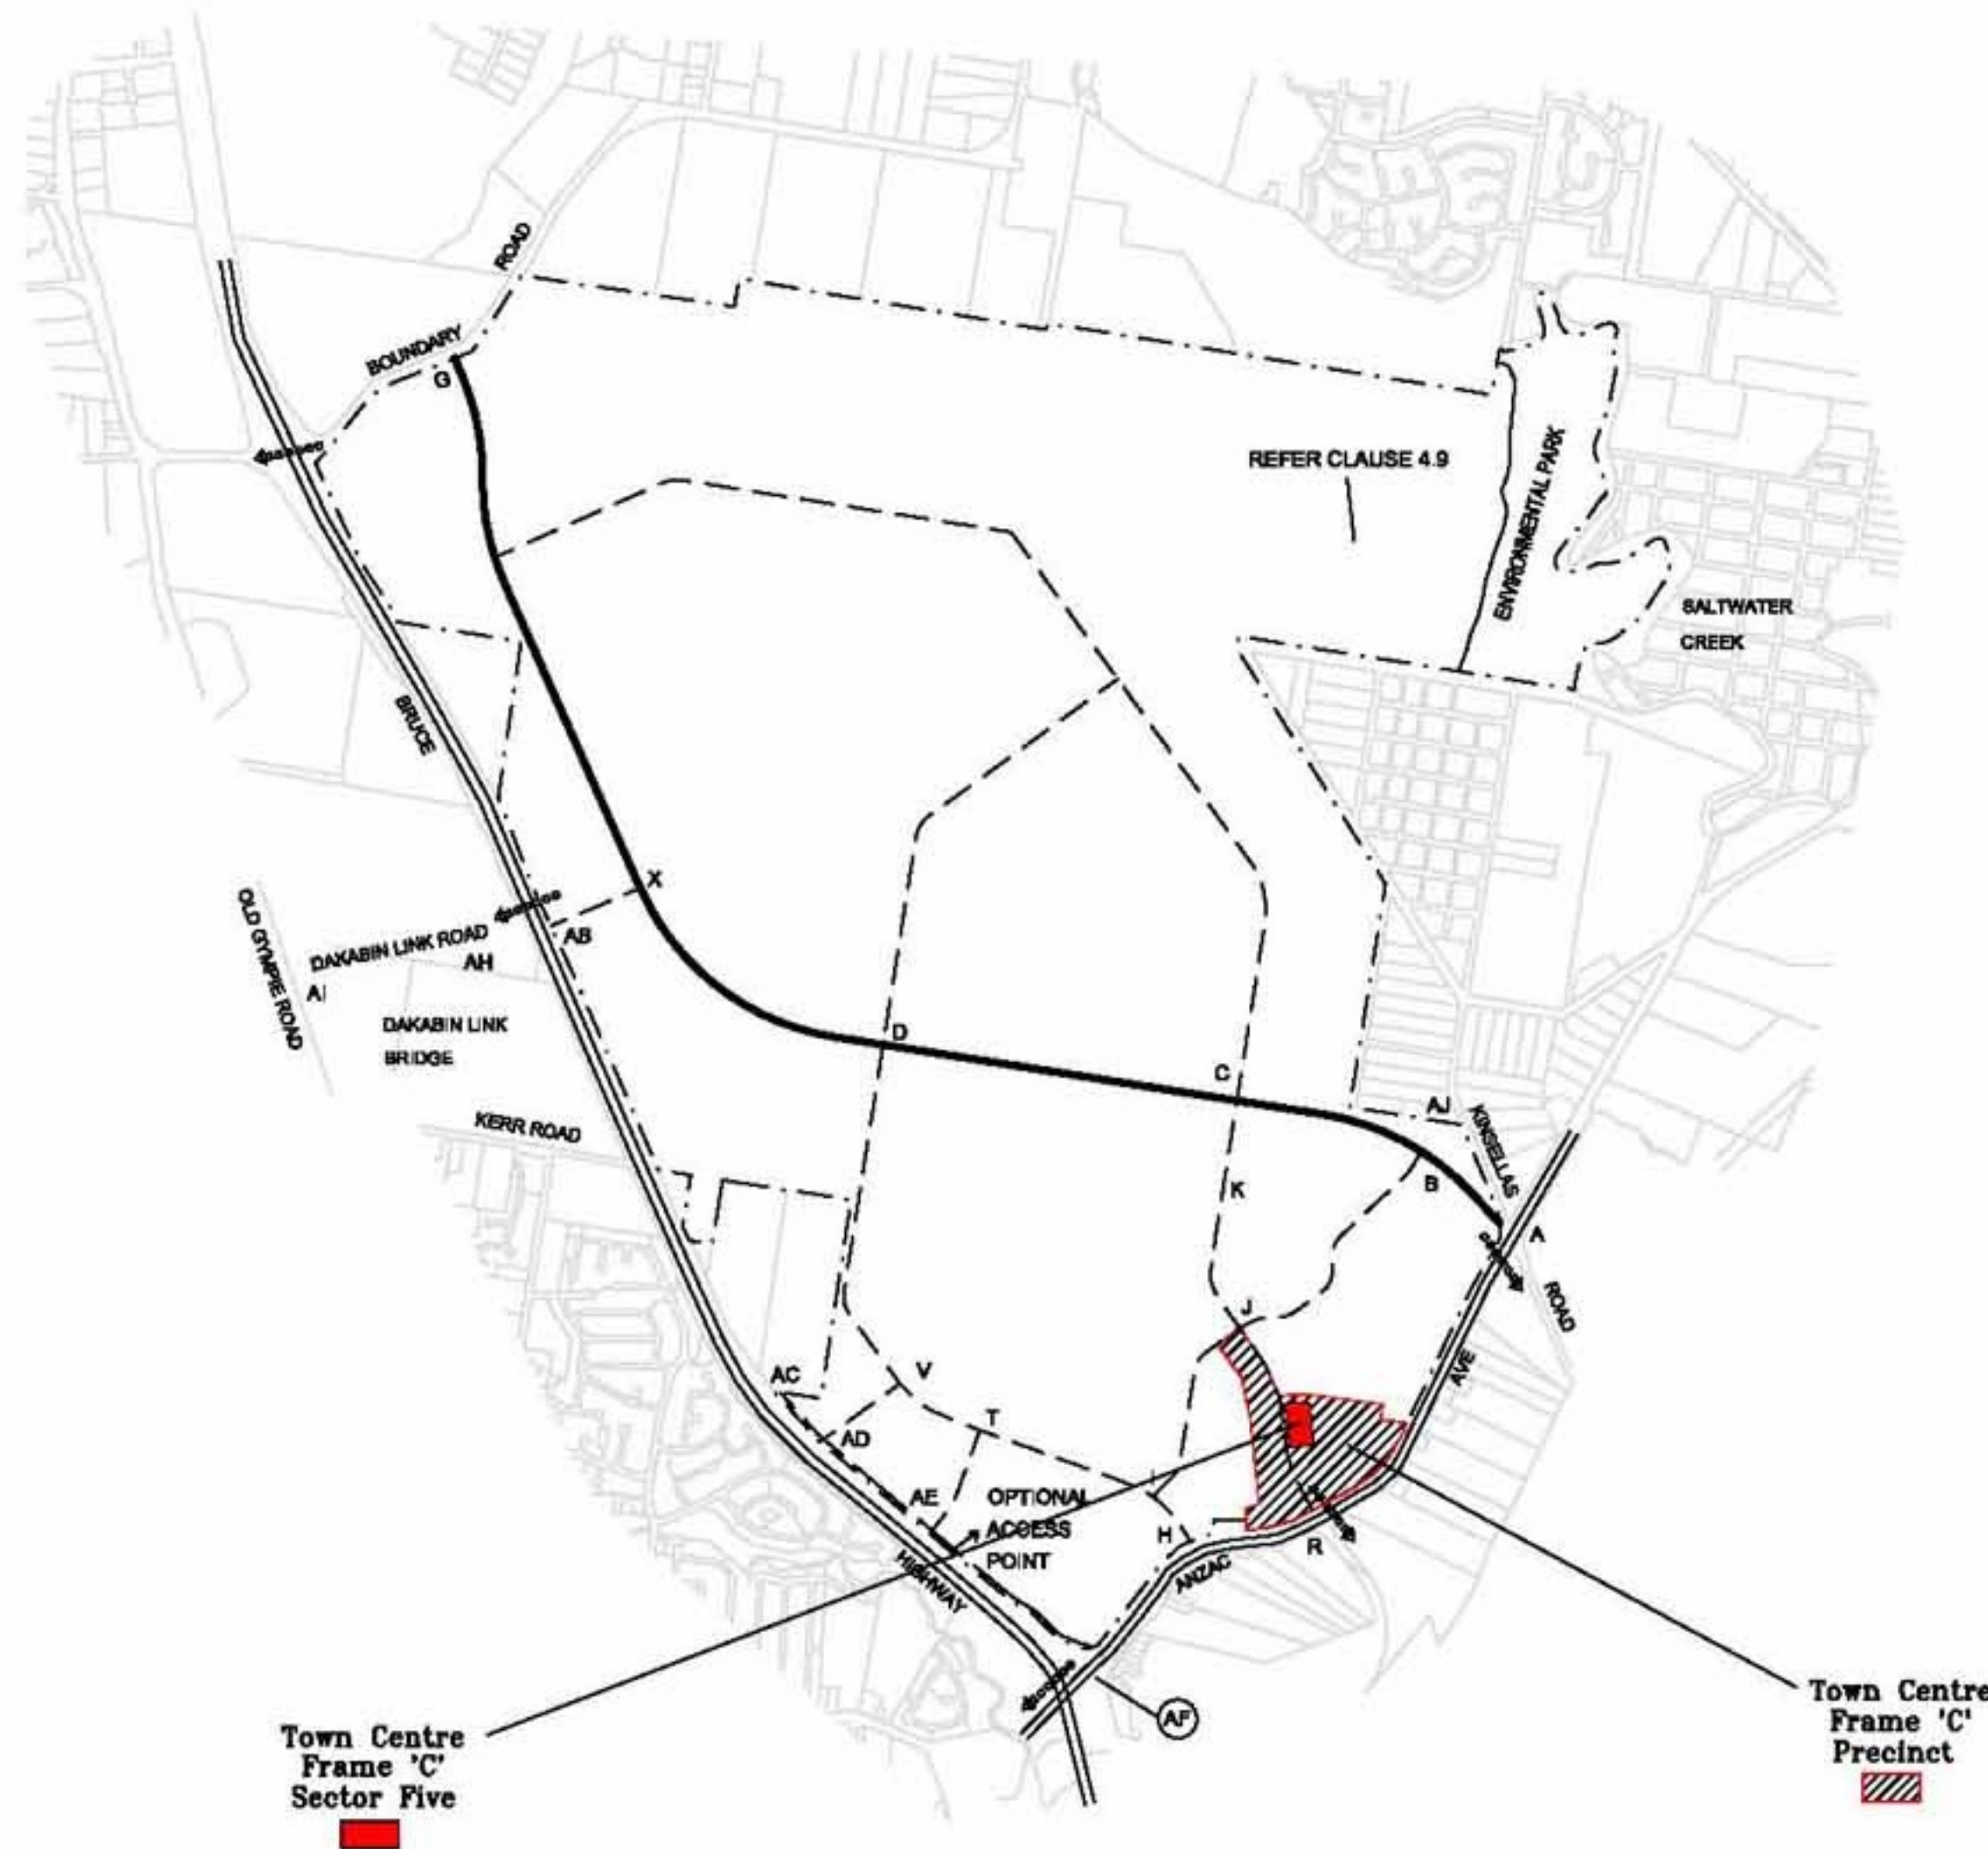 ROAD
BOUNDARY
G
REFER CLAUSE 4.9
ENVIRONMENTAL PARK
SALTWATER
CREEK
BRUCE
X
OLD GYMPIE ROAD
DAKABIN LINK ROAD
AB
AH
AI
DAKABIN LINK
BRIDGE
D
C
KERR ROAD
AJ
KINSELLAS
K
B
A
ROAD
J
AVE
AC
V
T
AD
I
AE
OPTIONAL
ACCESS
POINT
H
R
HIGHWAY
ANZAC
AF
Town Centre
Frame 'C'
Sector Five
Town Centre
Frame 'C'
Precinct